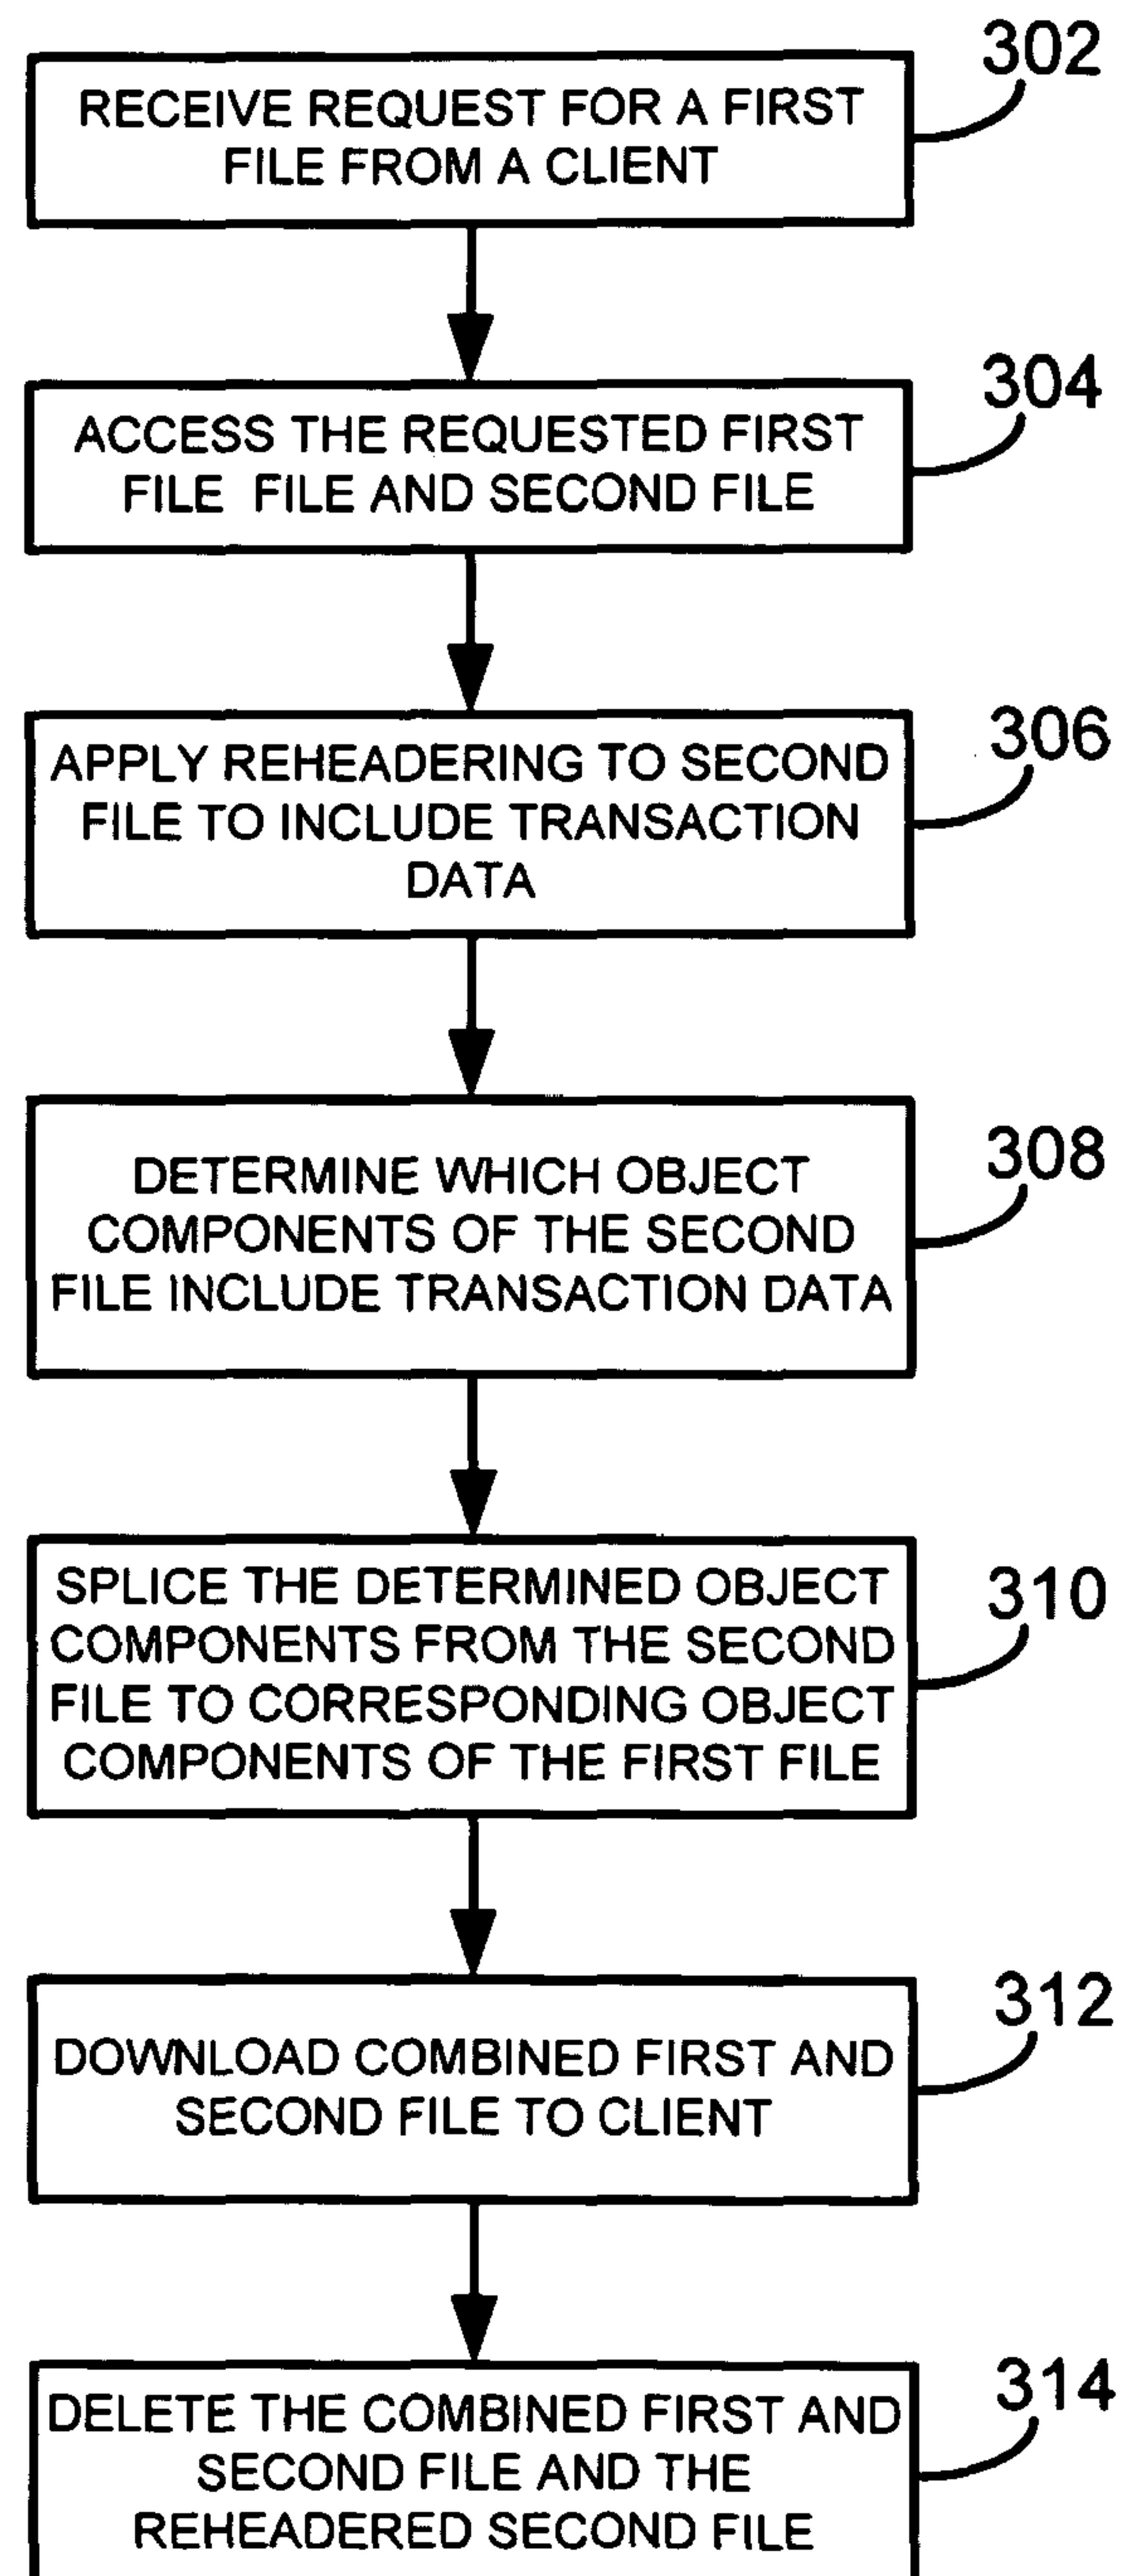 302
RECEIVE REQUEST FOR A FIRST
FILE FROM A CLIENT
304
ACCESS THE REQUESTED FIRST
FILE FILE AND SECOND FILE
306
APPLY REHEADERING TO SECOND
FILE TO INCLUDE TRANSACTION
DATA
308
DETERMINE WHICH OBJECT
COMPONENTS OF THE SECOND
FILE INCLUDE TRANSACTION DATA
310
SPLICE THE DETERMINED OBJECT
COMPONENTS FROM THE SECOND
FILE TO CORRESPONDING OBJECT
COMPONENTS OF THE FIRST FILE
312
DOWNLOAD COMBINED FIRST AND
SECOND FILE TO CLIENT
314
DELETE THE COMBINED FIRST AND
SECOND FILE AND THE
REHEADERED SECOND FILE